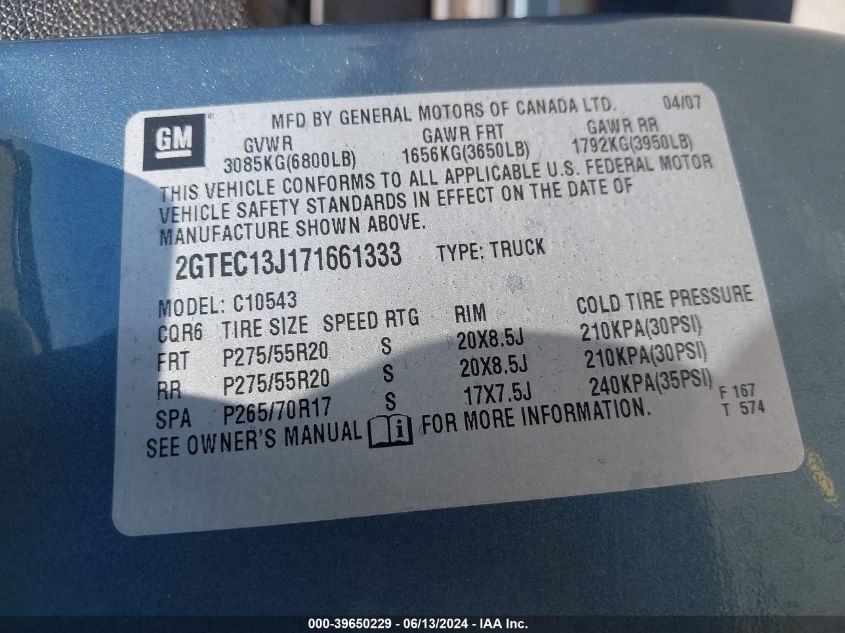 GM
MFD BY GENERAL MOTORS OF CANADA LTD. 04/07
GVWR GAWR FRT GAWR RR
3085KG(6800LB) 1656KG(3650LB) 1792KG(3950LB)
THIS VEHICLE CONFORMS TO ALL APPLICABLE U.S. FEDERAL MOTOR
VEHICLE SAFETY STANDARDS IN EFFECT ON THE DATE OF
MANUFACTURE SHOWN ABOVE.
2GTEC13J171661333 TYPE: TRUCK
MODEL: C10543
CQR6 TIRE SIZE SPEED RTG RIM COLD TIRE PRESSURE
FRT P275/55R20 S 20X8.5J 210KPA(30PSI)
RR P275/55R20 S 20X8.5J 210KPA(30PSI)
SPA P265/70R17 S 17X7.5J 240KPA(35PSI)
SEE OWNER'S MANUAL i FOR MORE INFORMATION.
F 167
T 574
000-39650229 - 06/13/2024 - IAA Inc.